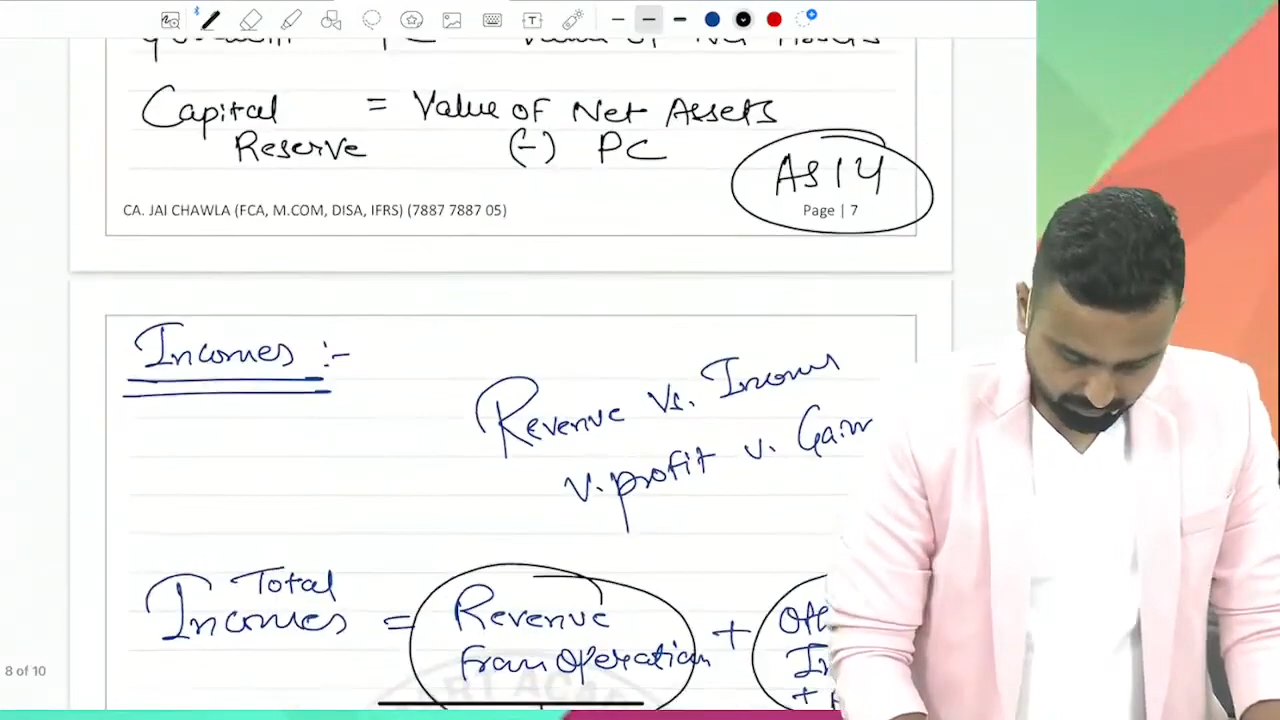 Capital = Value of Net Assets
Reserve (-) PC
AS 14
CA. JAI CHAWLA (FCA, M.COM, DISA, IFRS) (7887 7887 05)
Page | 7
Incomes :-
Revenue Vs. Incomes
V. profit v. Gain
Total
Incomes = Revenue +
from Operation
8 of 10